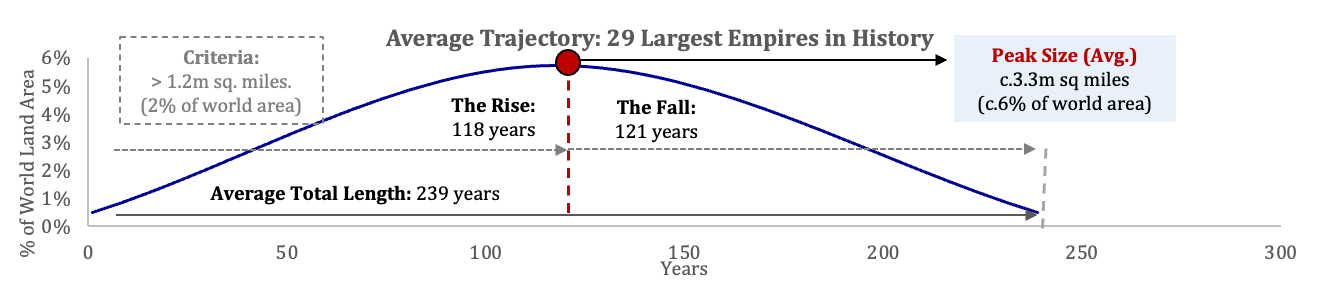 Average Trajectory: 29 Largest Empires in History
Criteria:
> 1.2m sq. miles.
(2% of world area)
Peak Size (Avg.)
c.3.3m sq miles
(c.6% of world area)
The Rise:
118 years
The Fall:
121 years
Average Total Length: 239 years
% of World Land Area
6%
5%
4%
3%
2%
1%
0%
0
50
100
150
200
250
300
Years